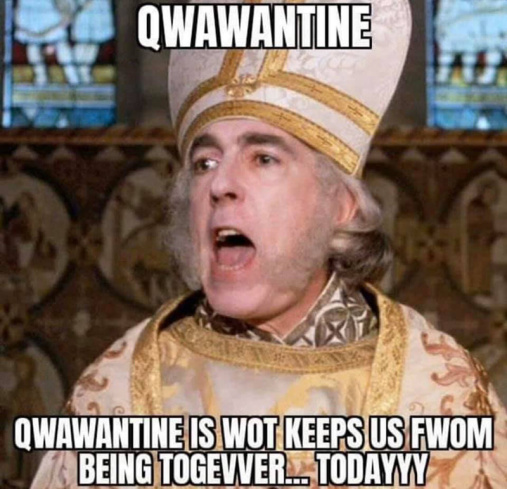 QWAWANTINE
QWAWANTINE IS WOT KEEPS US FWOM
BEING TOGEVVER... TODAYYY